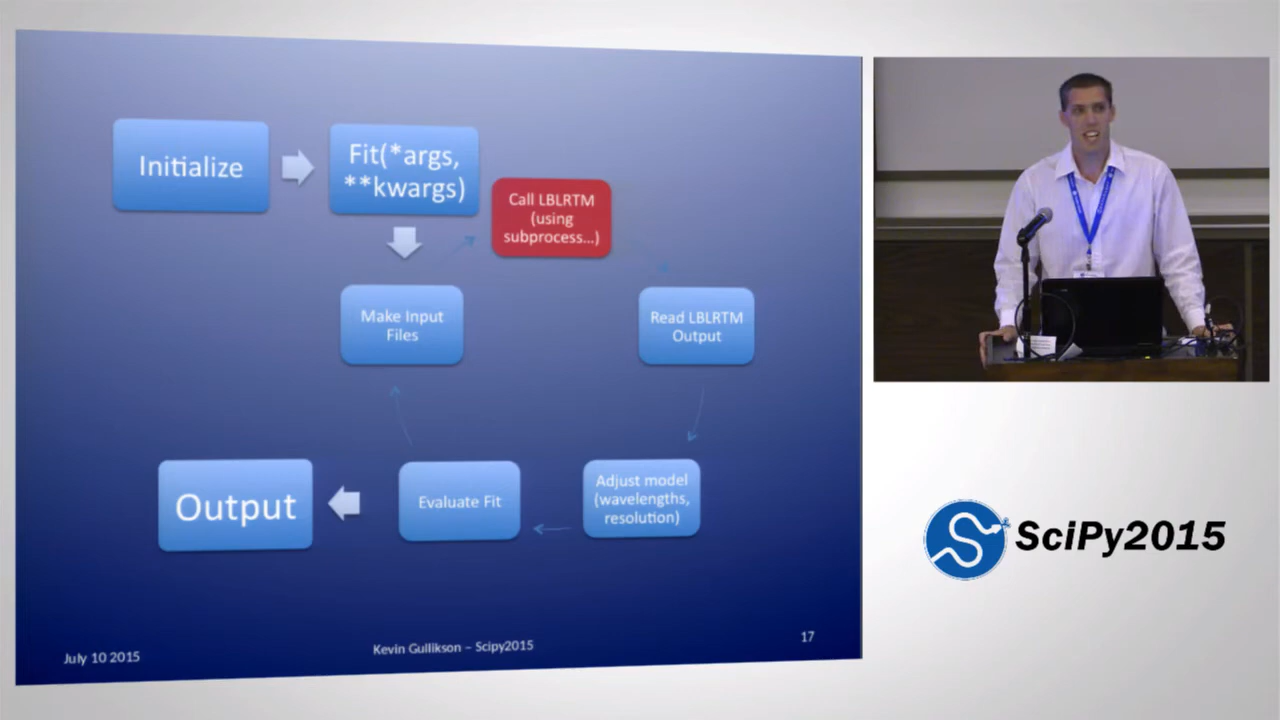 Initialize
Fit(*args,
**kwargs)
Call LBLRTM
(using
subprocess...)
Make Input
Files
Read LBLRTM
Output
Output
Evaluate Fit
Adjust model
(wavelengths,
resolution)
July 10 2015
Kevin Gullikson – Scipy2015
17
SciPy2015